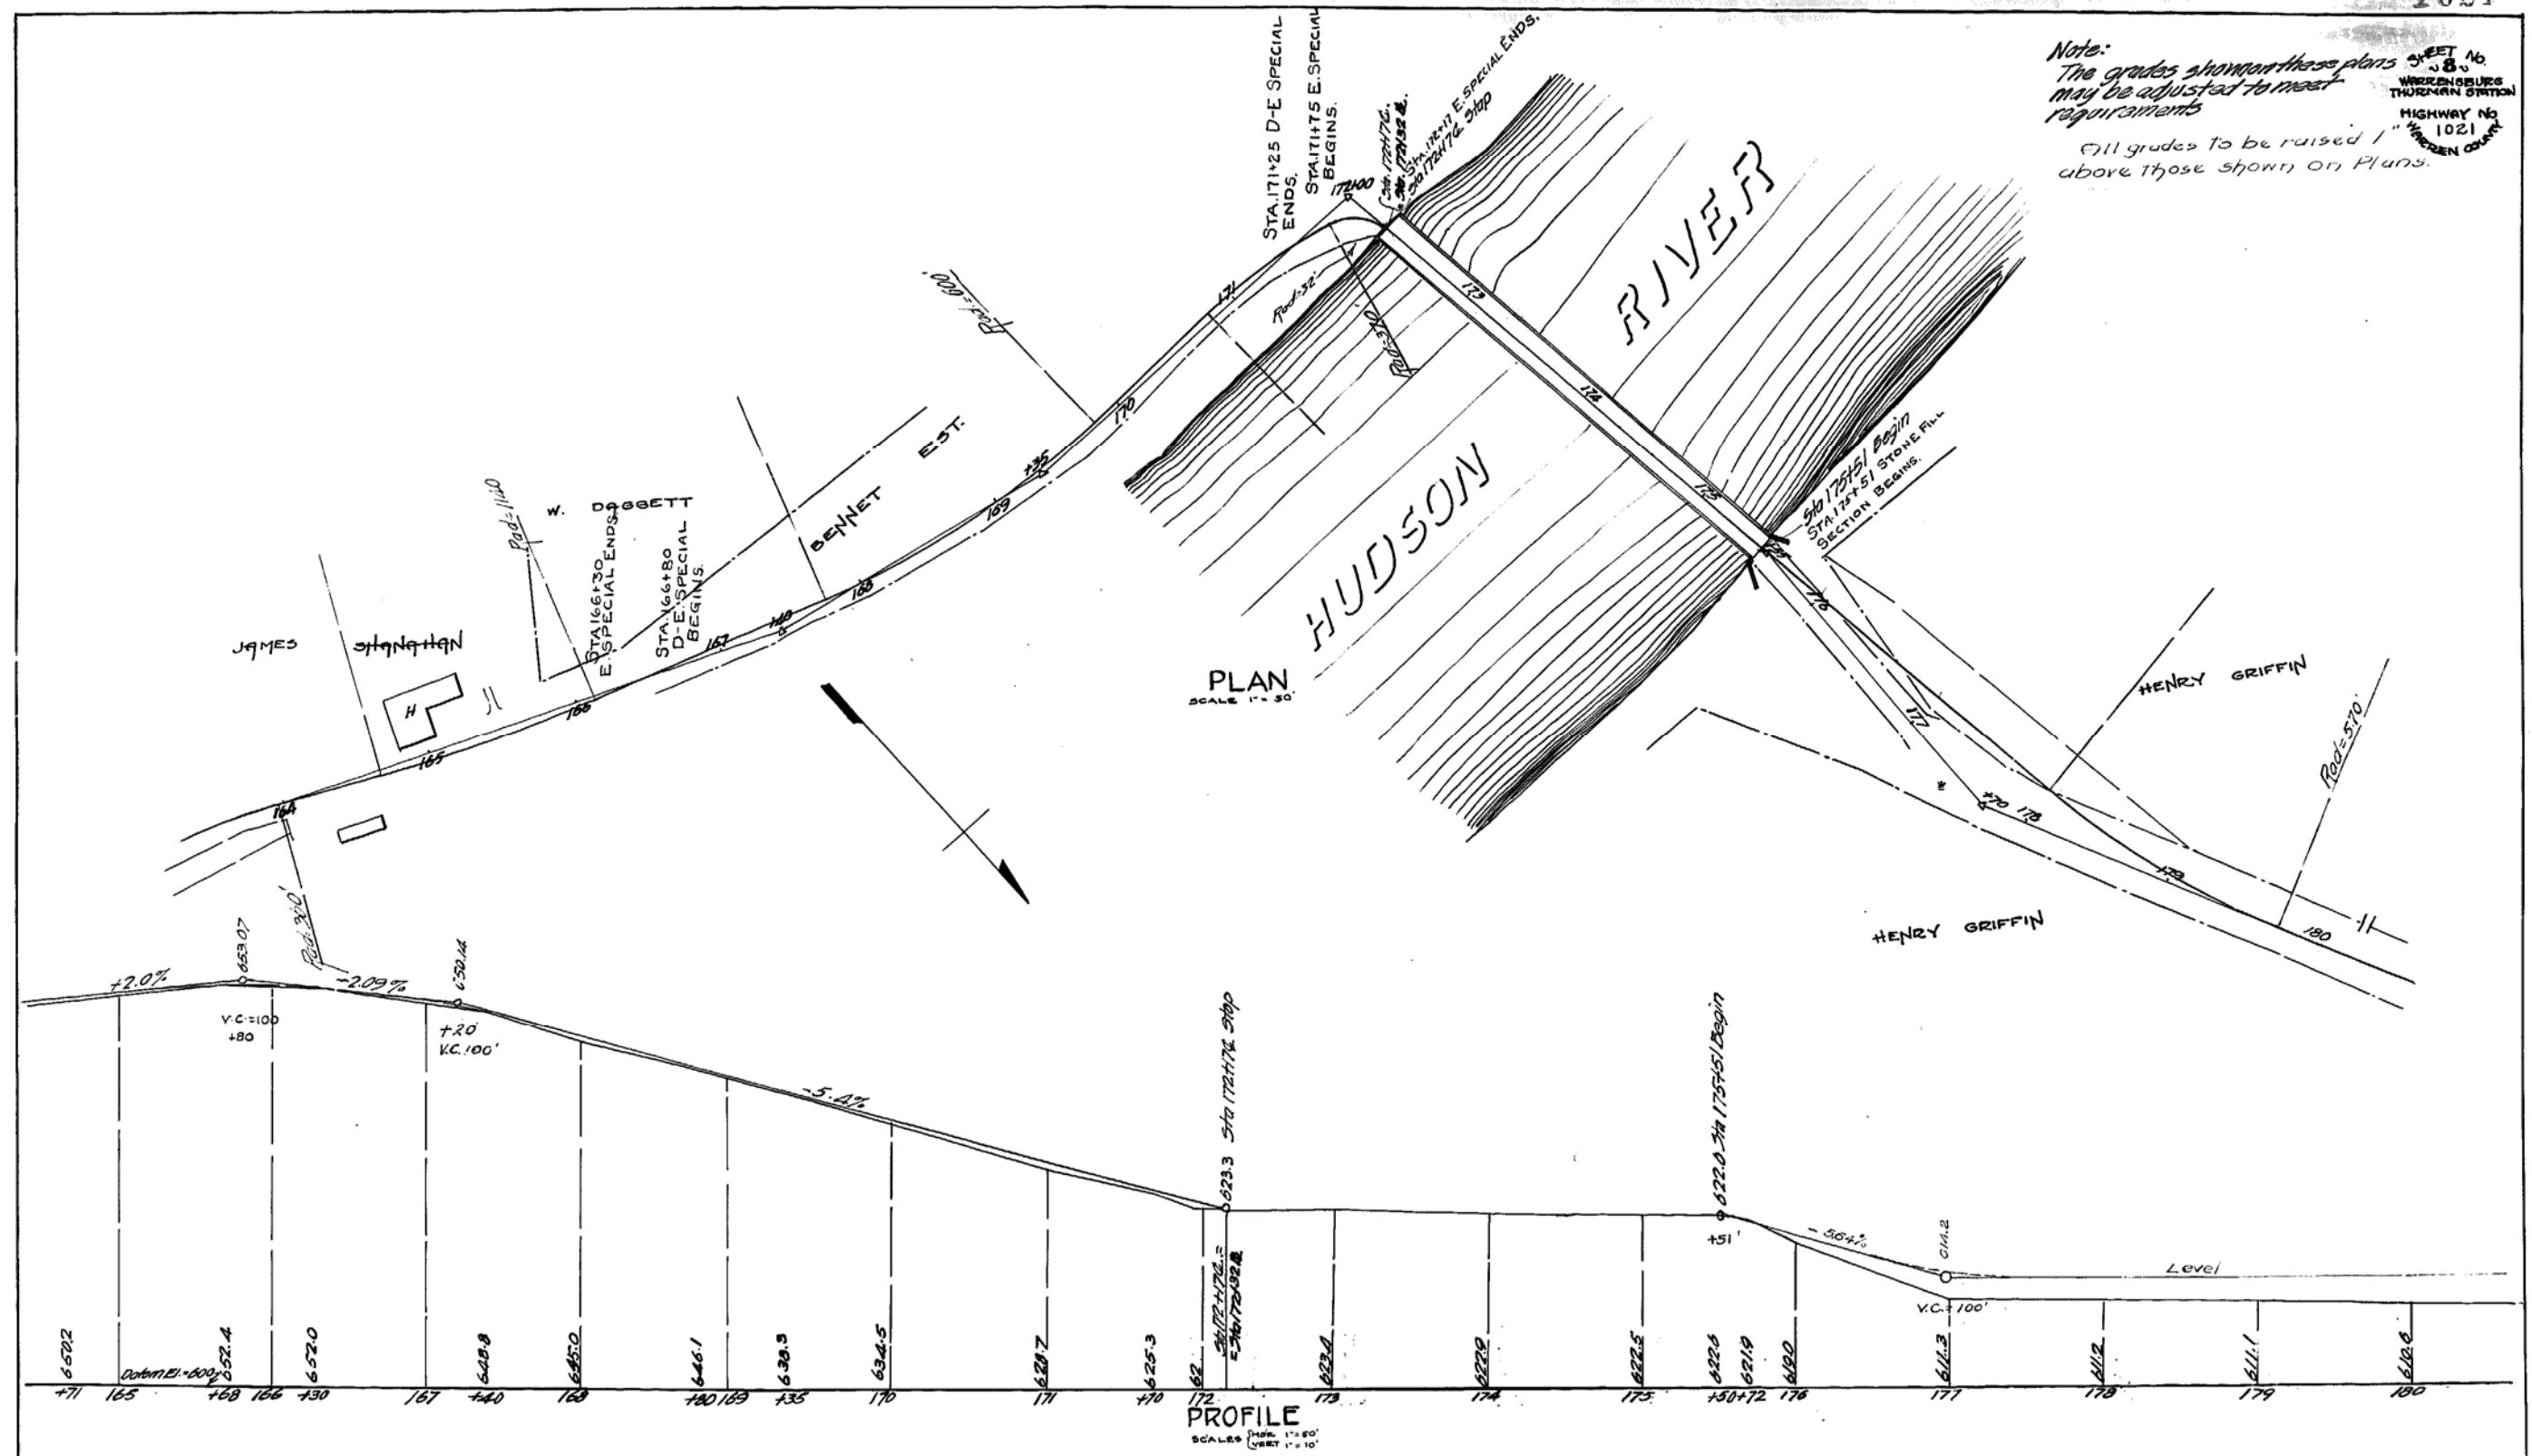 1021
Note:
The grades shown on these plans
may be adjusted to meet
requirements
All grades to be raised 1"
above those shown on Plans.
SHEET No.
8
WARRENSBURG
THURMAN STATION
HIGHWAY No
1021
WARREN COUNTY
STA.171+25 D-E SPECIAL
ENDS.
STA.171+75 E.SPECIAL
BEGINS.
172+00
Sta. 172+17 E. SPECIAL ENDS.
Sta 172+17 Stop
RIVER
HUDSON
173
174
175
Rad=32'
Rad=600'
171
170
+35
169
168
+40
167
166
165
164
EST.
BENNET
W. DAGGETT
Rad=1140
STA 166+30
E. SPECIAL ENDS.
STA.166+80
D-E.SPECIAL
BEGINS.
JAMES SHANAHAN
H
Rad=300'
PLAN
SCALE 1"=50'
Sta 175+51 Begin
STA.175+51 STONE FILL
SECTION BEGINS.
176
177
+70 178
179
180
HENRY GRIFFIN
Rad=570'
HENRY GRIFFIN
+2.0%
653.07
-2.09%
650.14
V.C.=100
+80
+20
V.C. 100'
-5.4%
623.3 Sta 172+17 Stop
622.0 Sta 175+51 Begin
+51'
-5.64%
614.2
Level
V.C.=100'
Datum El.=600
650.2 652.4 652.0 648.8 645.0 646.1 638.3 634.5 628.7 625.3 62 623.4 622.9 622.5 622.6 621.9 619.0 611.3 611.2 611.1 610.6
+71 165 +68 166 +30 167 +40 168 +80 169 +35 170 171 +70 172 173 174 175 +50 +72 176 177 178 179 180
PROFILE
SCALES HOR. 1"=50'
VERT. 1"=10'